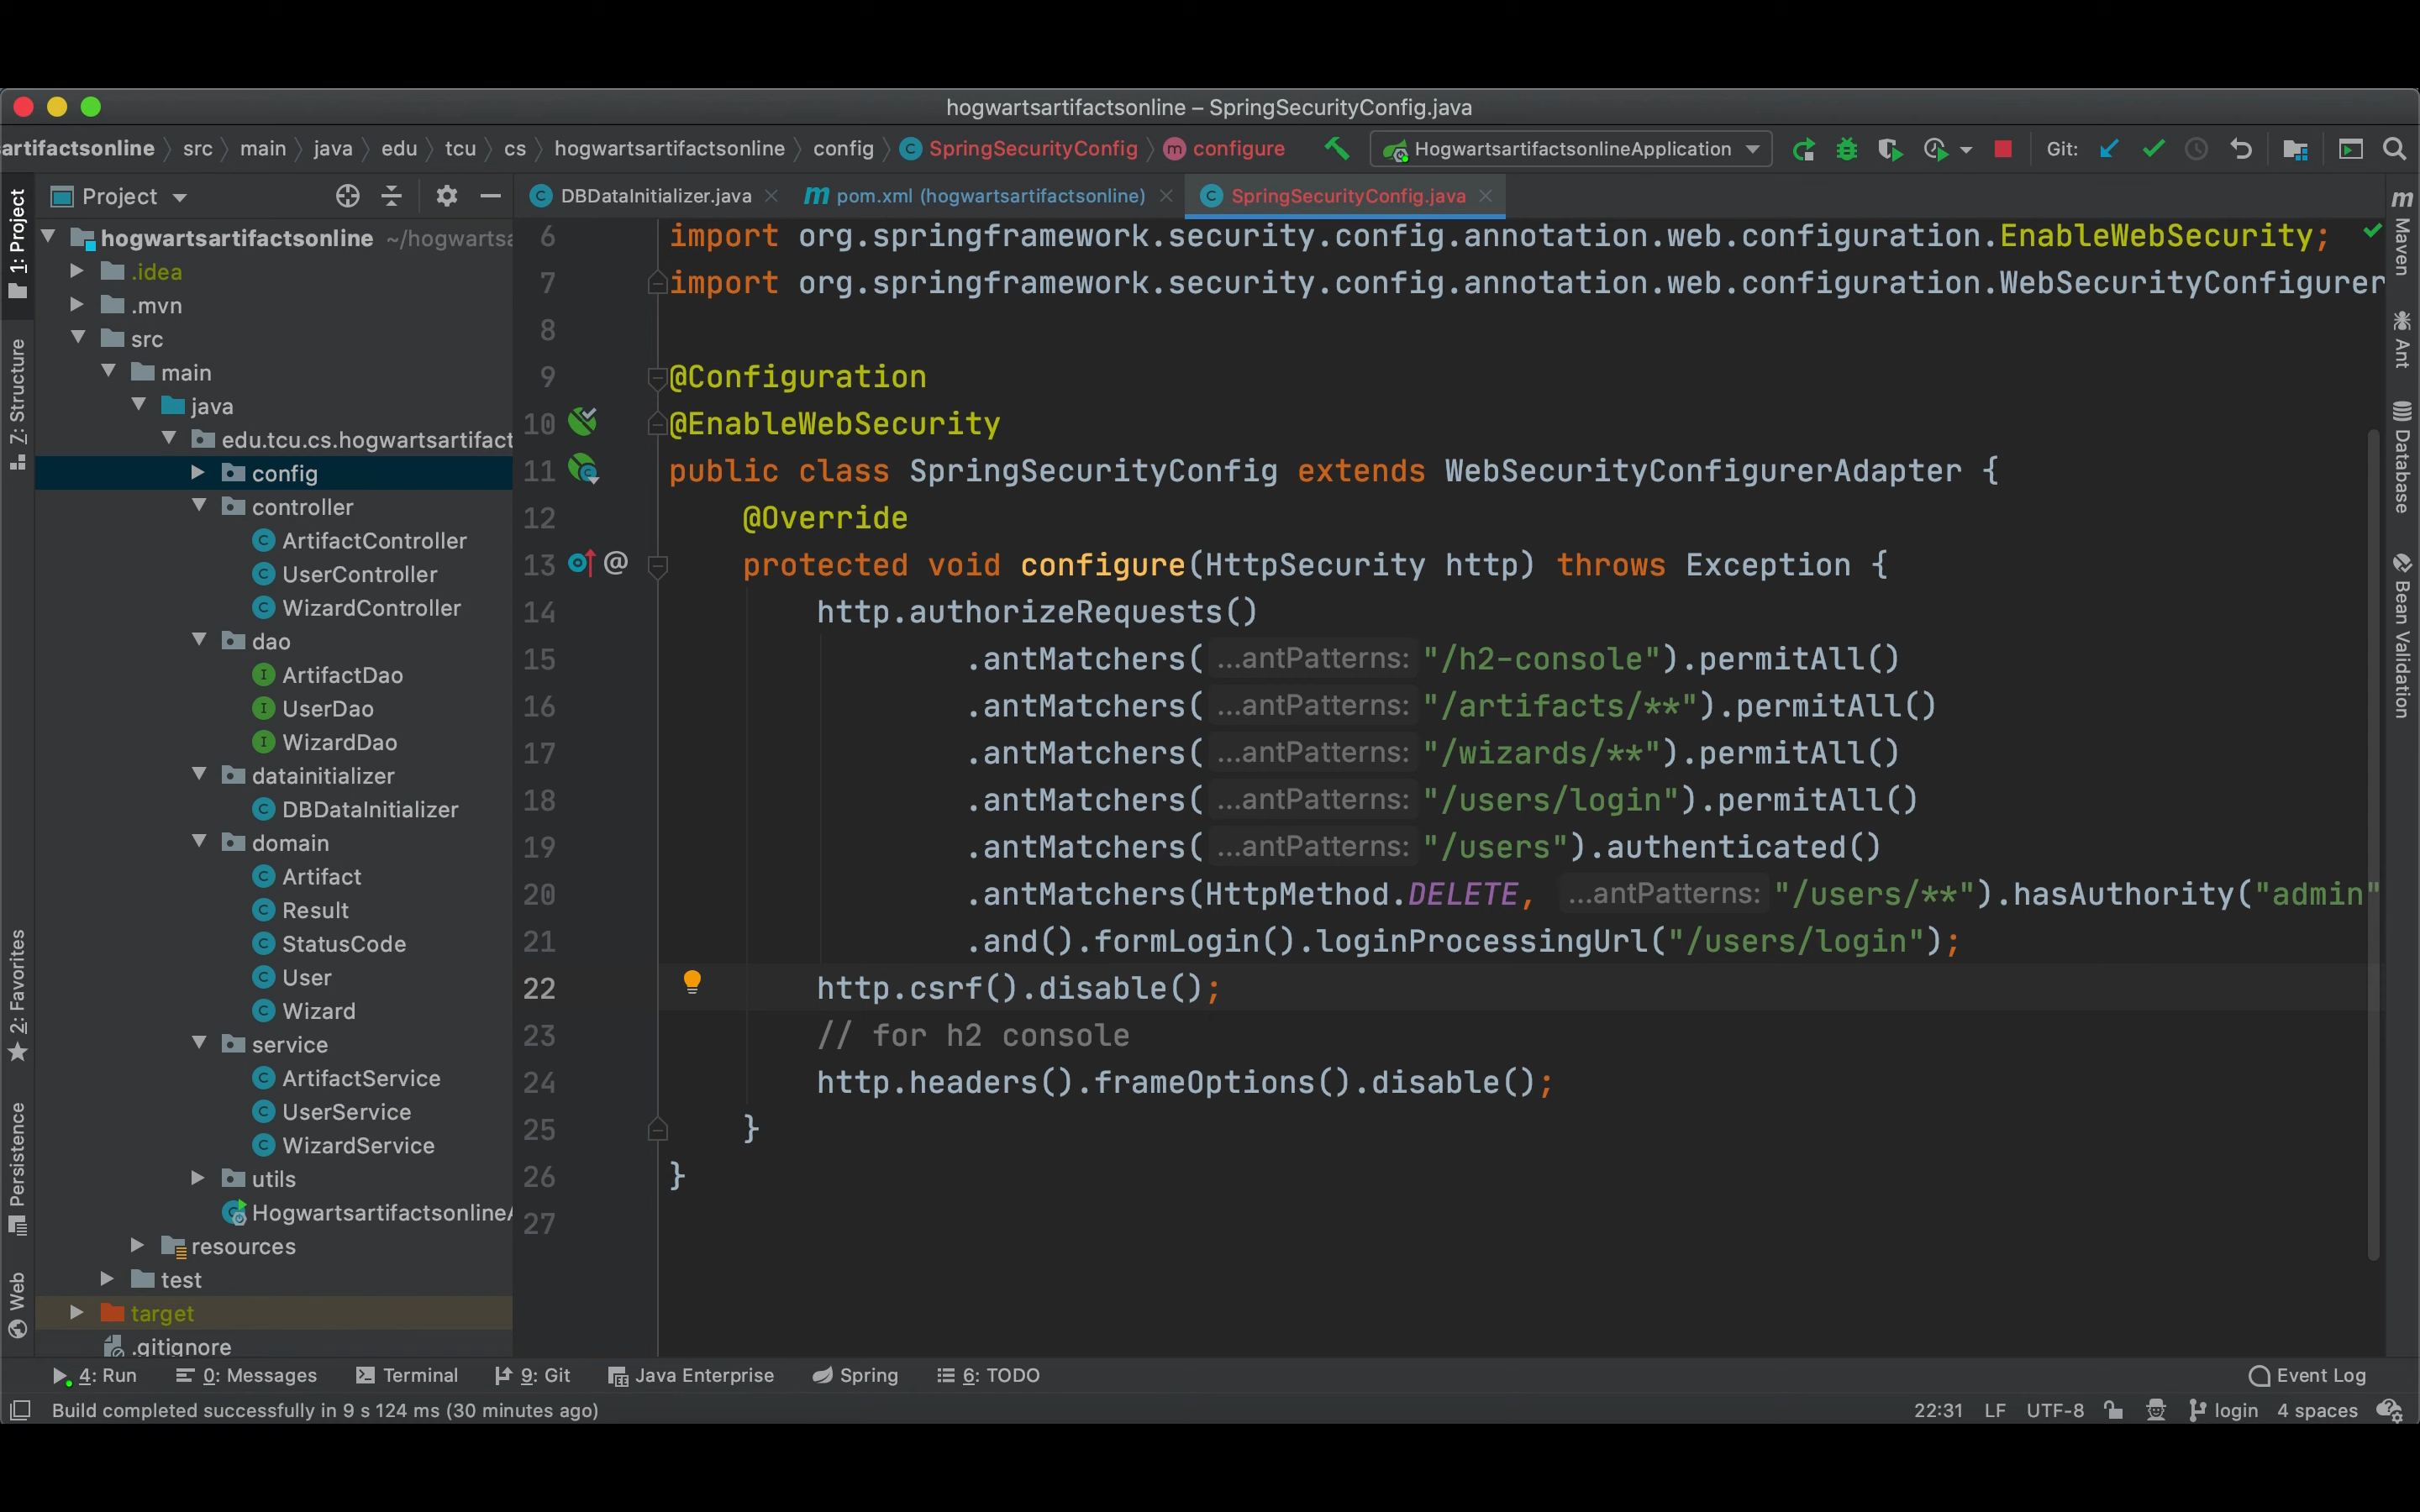 hogwartsartifactsonline – SpringSecurityConfig.java
artifactsonline src main java edu tcu cs hogwartsartifactsonline config SpringSecurityConfig configure HogwartsartifactsonlineApplication Git:
Project
DBDataInitializer.java
pom.xml (hogwartsartifactsonline)
SpringSecurityConfig.java
1: Project
7: Structure
2: Favorites
Persistence
Web
hogwartsartifactsonline ~/hogwartsa
.idea
.mvn
src
main
java
edu.tcu.cs.hogwartsartifact
config
controller
ArtifactController
UserController
WizardController
dao
ArtifactDao
UserDao
WizardDao
datainitializer
DBDataInitializer
domain
Artifact
Result
StatusCode
User
Wizard
service
ArtifactService
UserService
WizardService
utils
Hogwartsartifactsonline
resources
test
target
.gitignore
6 import org.springframework.security.config.annotation.web.configuration.EnableWebSecurity;
7 import org.springframework.security.config.annotation.web.configuration.WebSecurityConfigurer
8
9 @Configuration
10 @EnableWebSecurity
11 public class SpringSecurityConfig extends WebSecurityConfigurerAdapter {
12 @Override
13 @ protected void configure(HttpSecurity http) throws Exception {
14 http.authorizeRequests()
15 .antMatchers( ...antPatterns: "/h2-console").permitAll()
16 .antMatchers( ...antPatterns: "/artifacts/**").permitAll()
17 .antMatchers( ...antPatterns: "/wizards/**").permitAll()
18 .antMatchers( ...antPatterns: "/users/login").permitAll()
19 .antMatchers( ...antPatterns: "/users").authenticated()
20 .antMatchers(HttpMethod.DELETE, ...antPatterns: "/users/**").hasAuthority("admin"
21 .and().formLogin().loginProcessingUrl("/users/login");
22 http.csrf().disable();
23 // for h2 console
24 http.headers().frameOptions().disable();
25 }
26 }
27
Maven
Ant
Database
Bean Validation
4: Run 0: Messages Terminal 9: Git Java Enterprise Spring 6: TODO Event Log
Build completed successfully in 9 s 124 ms (30 minutes ago) 22:31 LF UTF-8 login 4 spaces